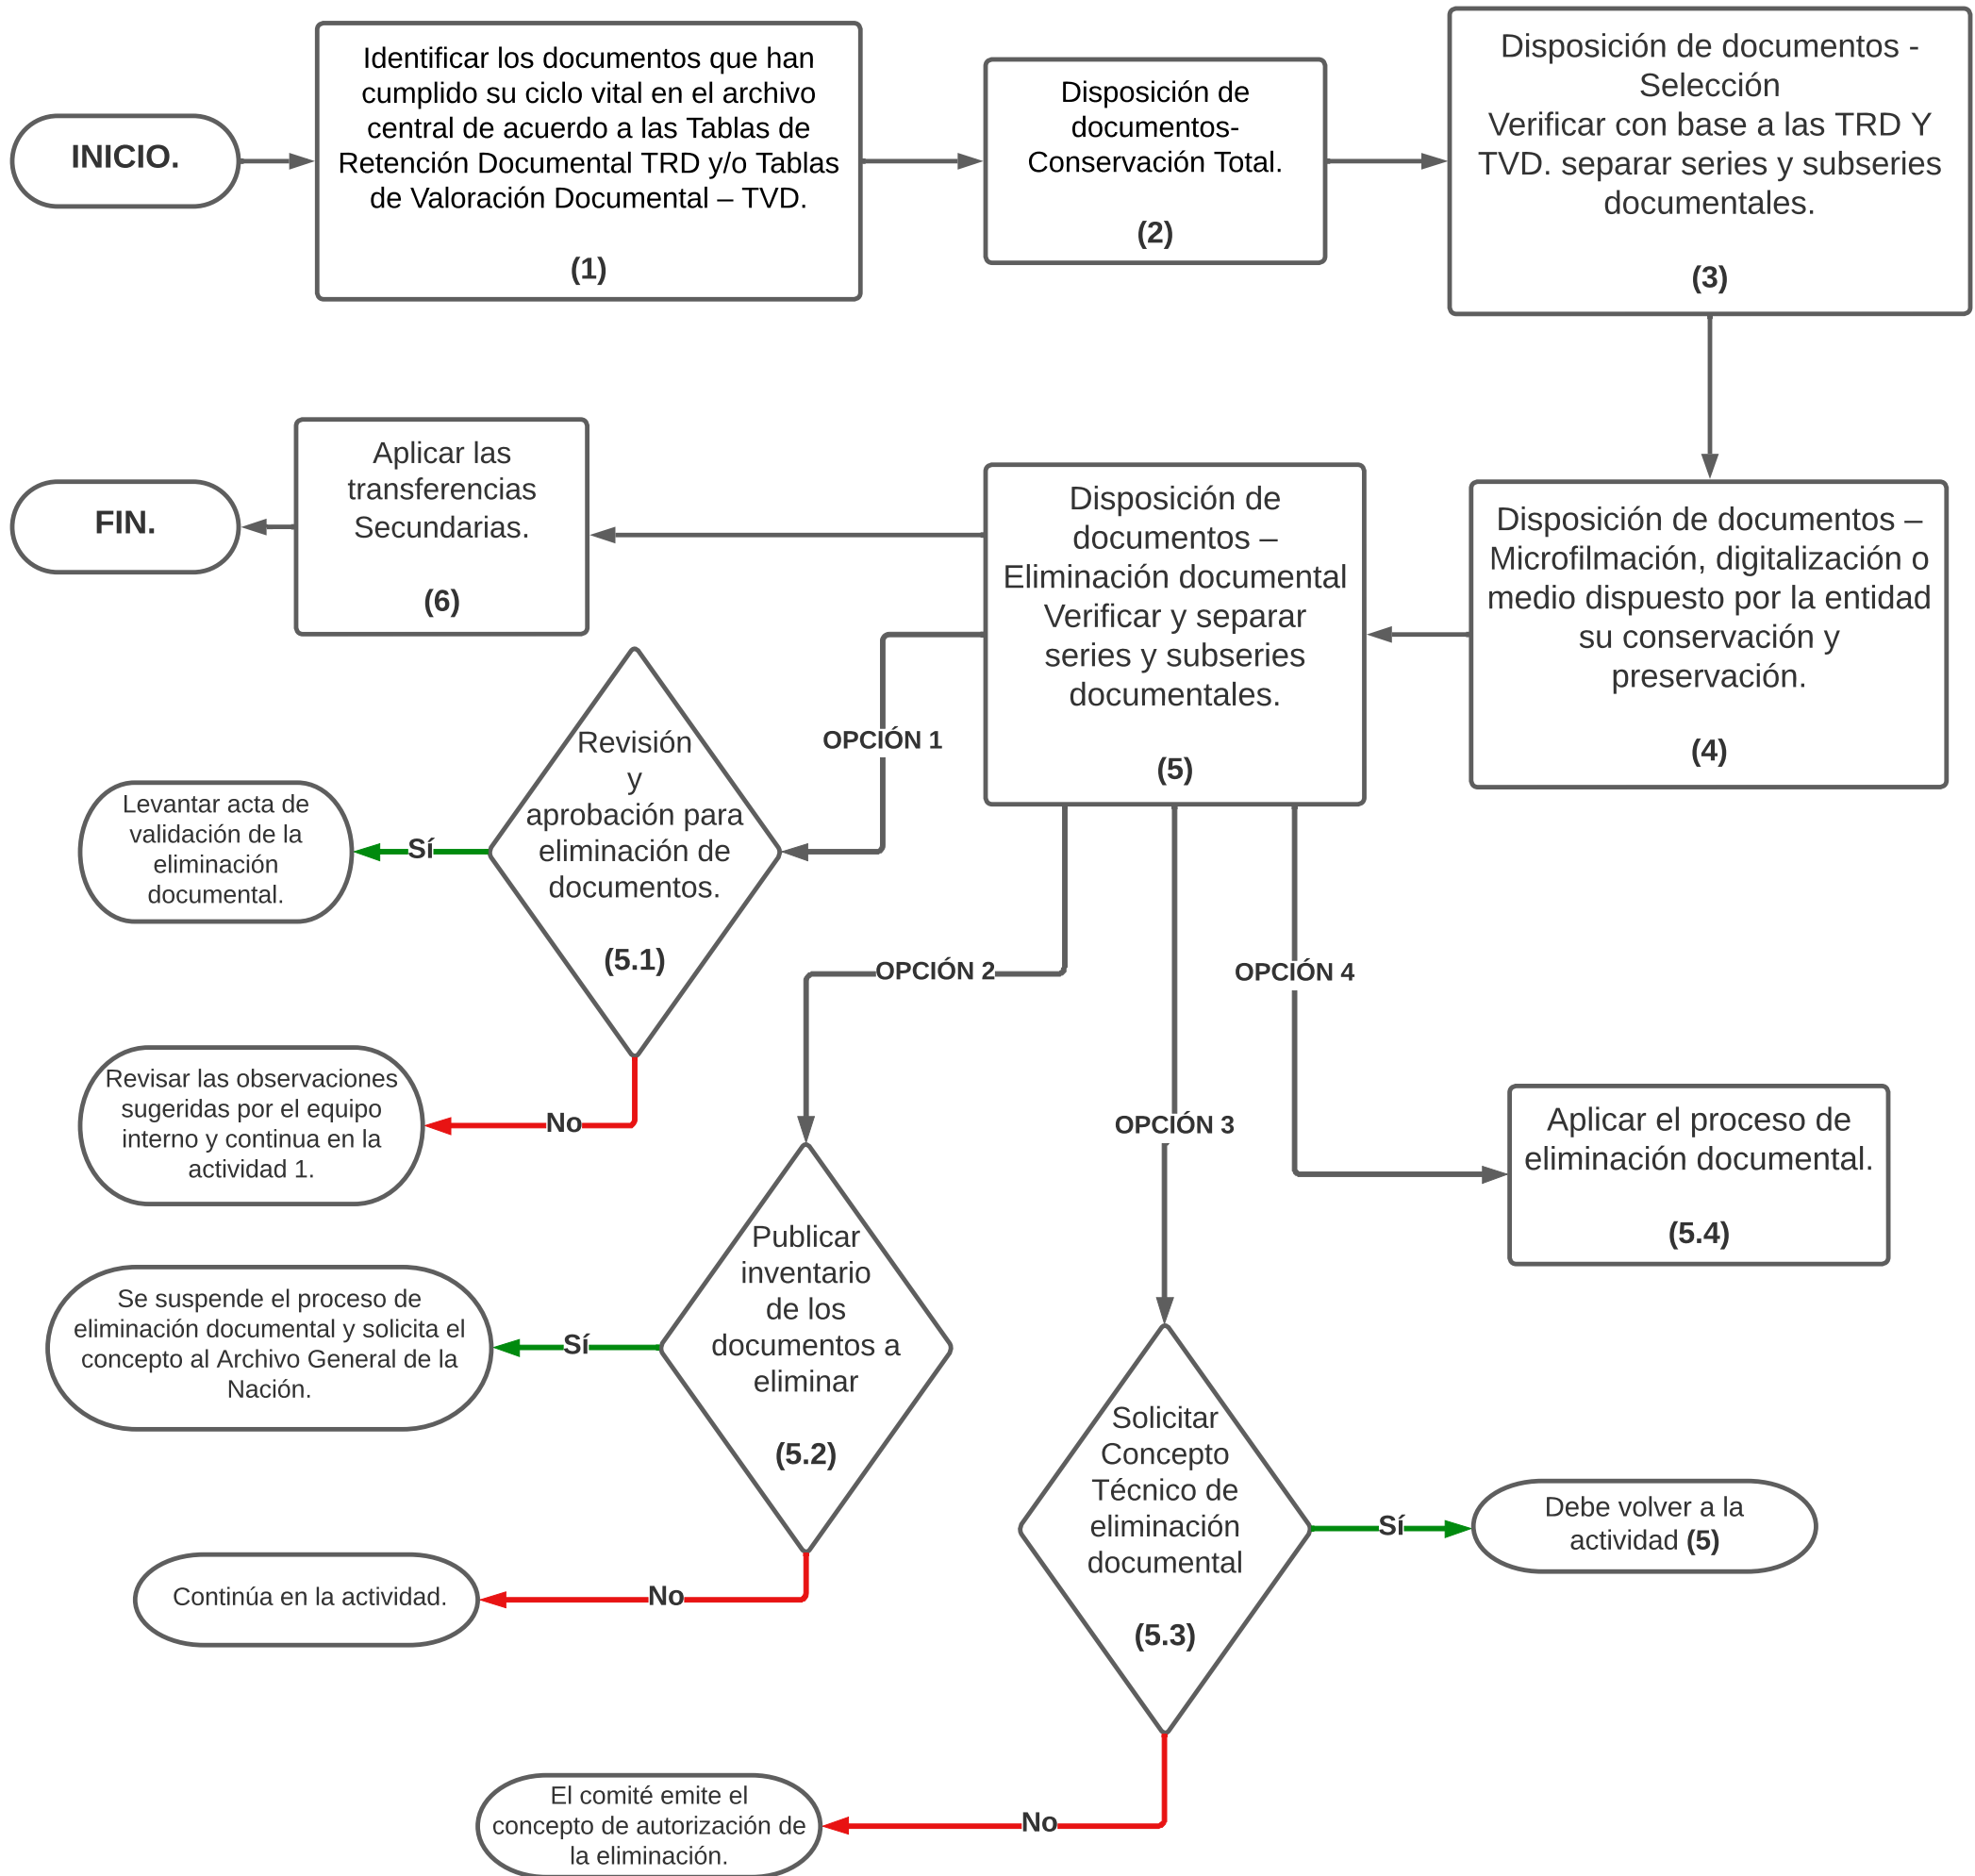 INICIO.
Identificar los documentos que han
cumplido su ciclo vital en el archivo
central de acuerdo a las Tablas de
Retención Documental TRD y/o Tablas
de Valoración Documental – TVD.
(1)
Disposición de
documentos-
Conservación Total.
(2)
Disposición de documentos -
Selección
Verificar con base a las TRD Y
TVD. separar series y subseries
documentales.
(3)
Disposición de documentos –
Microfilmación, digitalización o
medio dispuesto por la entidad
su conservación y
preservación.
(4)
Disposición de
documentos –
Eliminación documental
Verificar y separar
series y subseries
documentales.
(5)
Aplicar las
transferencias
Secundarias.
(6)
FIN.
OPCIÓN 1
Revisión
y
aprobación para
eliminación de
documentos.
(5.1)
Sí
Levantar acta de
validación de la
eliminación
documental.
No
Revisar las observaciones
sugeridas por el equipo
interno y continua en la
actividad 1.
OPCIÓN 2
Publicar
inventario
de los
documentos a
eliminar
(5.2)
Sí
Se suspende el proceso de
eliminación documental y solicita el
concepto al Archivo General de la
Nación.
No
Continúa en la actividad.
OPCIÓN 3
Solicitar
Concepto
Técnico de
eliminación
documental
(5.3)
Sí
Debe volver a la
actividad (5)
No
El comité emite el
concepto de autorización de
la eliminación.
OPCIÓN 4
Aplicar el proceso de
eliminación documental.
(5.4)